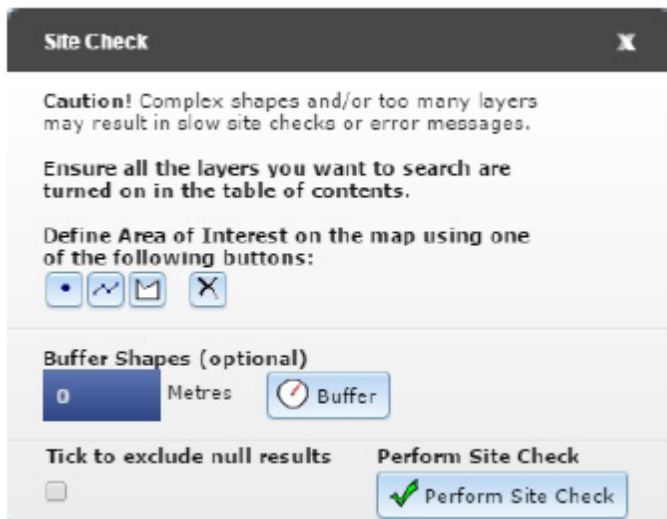 Site Check X
Caution! Complex shapes and/or too many layers
may result in slow site checks or error messages.
Ensure all the layers you want to search are
turned on in the table of contents.
Define Area of Interest on the map using one
of the following buttons:
Buffer Shapes (optional)
0 Metres Buffer
Tick to exclude null results Perform Site Check
Perform Site Check